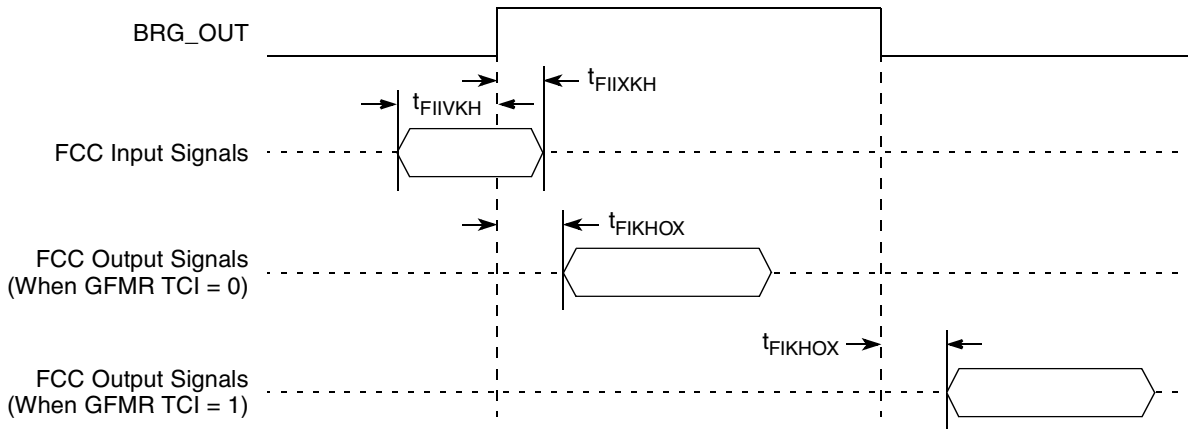 BRG_OUT
tFIIXKH
tFIIVKH
FCC Input Signals
tFIKHOX
FCC Output Signals
(When GFMR TCI = 0)
tFIKHOX
FCC Output Signals
(When GFMR TCI = 1)